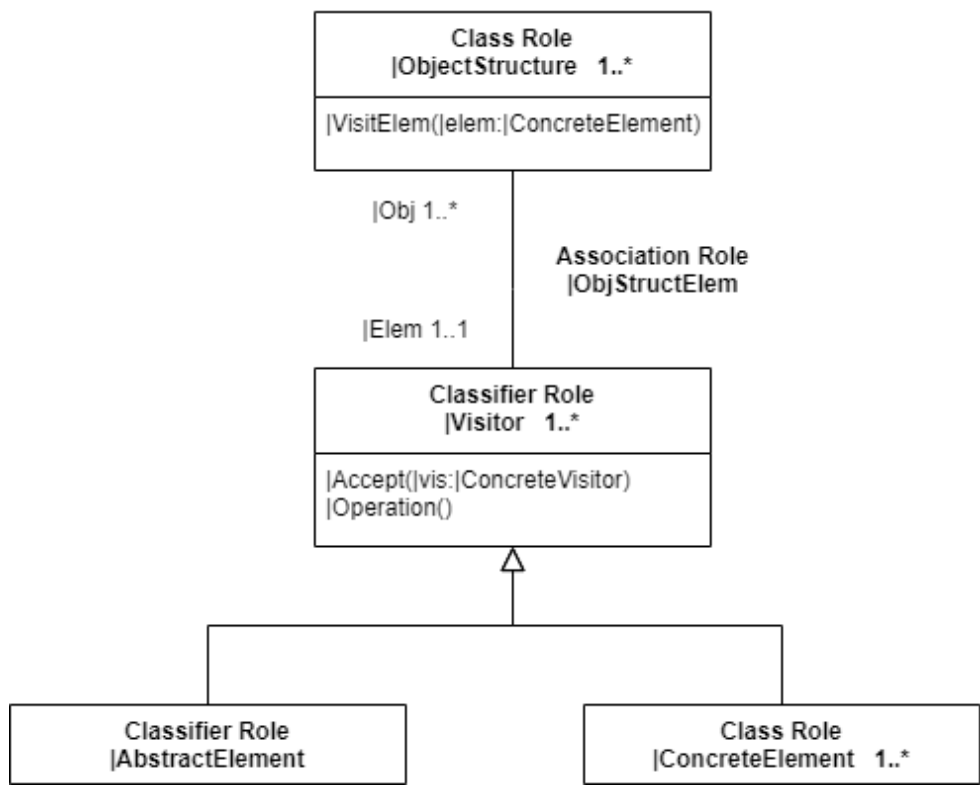 Class Role
|ObjectStructure 1..*
|VisitElem(|elem:|ConcreteElement)
|Obj 1..*
Association Role
|ObjStructElem
|Elem 1..1
Classifier Role
|Visitor 1..*
|Accept(|vis:|ConcreteVisitor)
|Operation()
Classifier Role
|AbstractElement
Class Role
|ConcreteElement 1..*